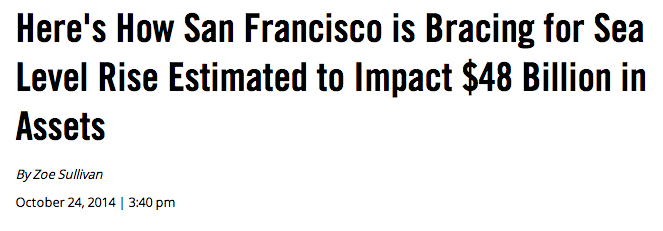 Here's How San Francisco is Bracing for Sea
Level Rise Estimated to Impact $48 Billion in
Assets
By Zoe Sullivan
October 24, 2014 | 3:40 pm